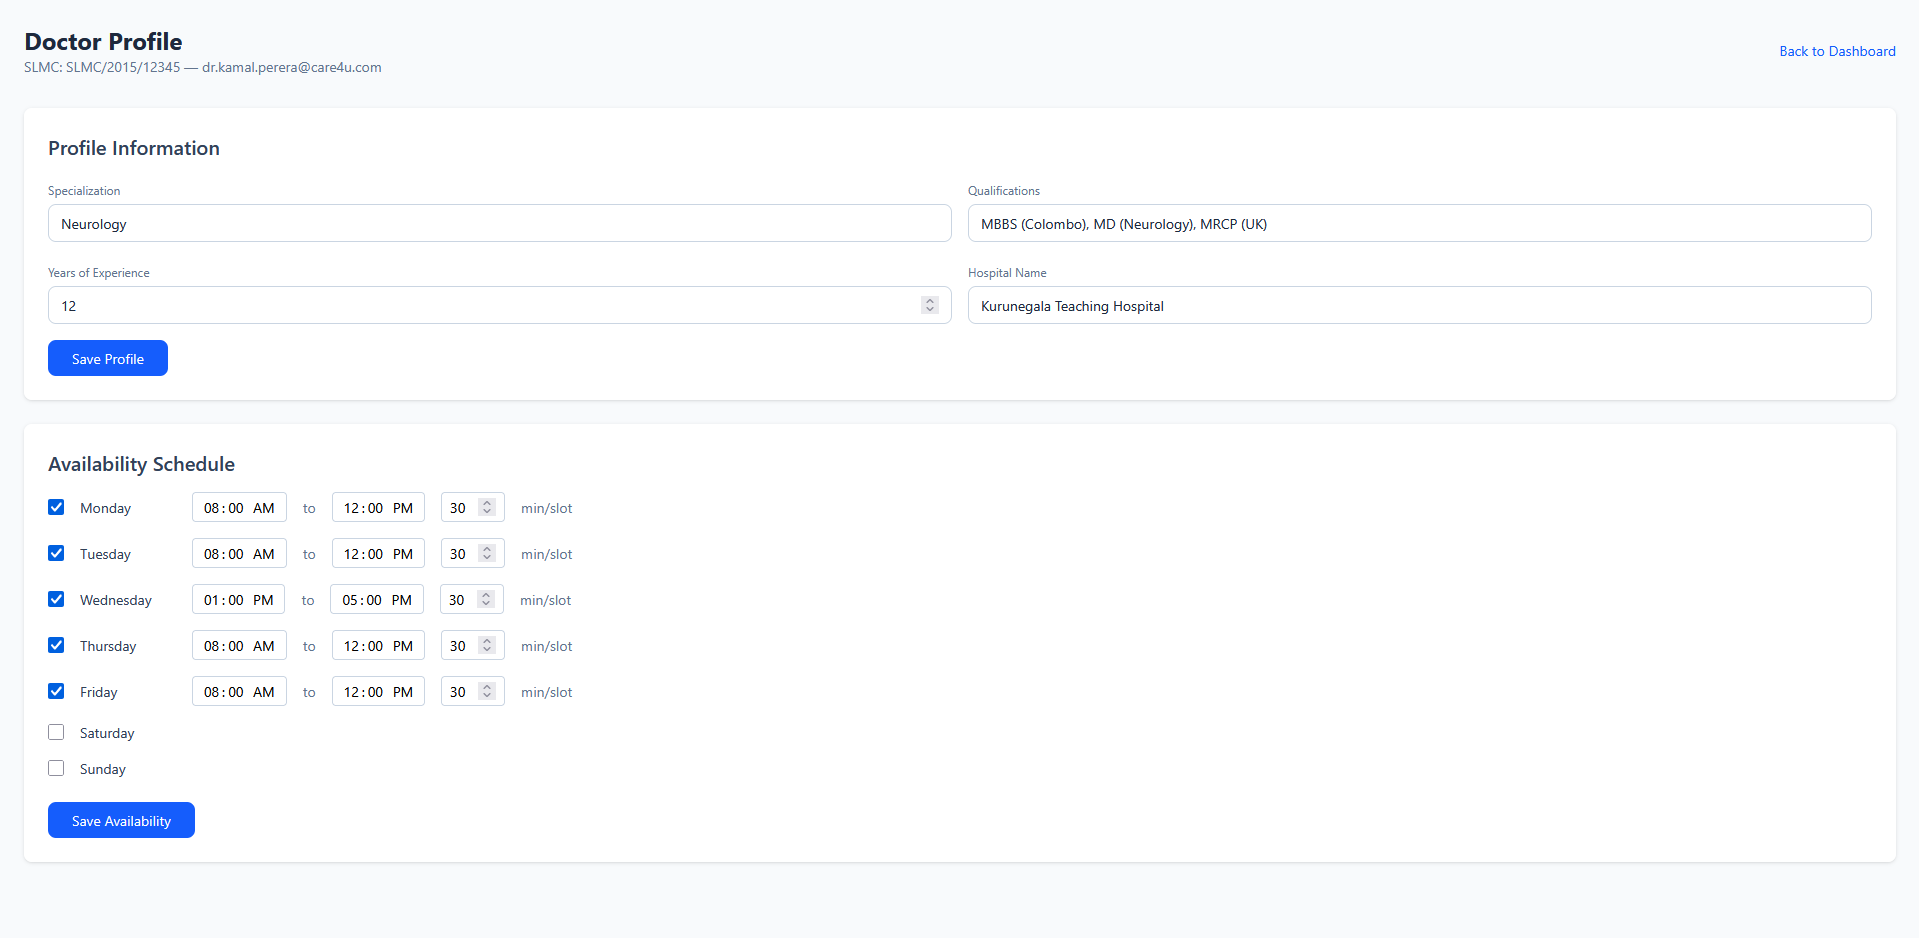 Doctor Profile
SLMC: SLMC/2015/12345 — dr.kamal.perera@care4u.com
Back to Dashboard
Profile Information
Specialization
Neurology
Qualifications
MBBS (Colombo), MD (Neurology), MRCP (UK)
Years of Experience
12
Hospital Name
Kurunegala Teaching Hospital
Save Profile
Availability Schedule
Monday 08:00 AM to 12:00 PM 30 min/slot
Tuesday 08:00 AM to 12:00 PM 30 min/slot
Wednesday 01:00 PM to 05:00 PM 30 min/slot
Thursday 08:00 AM to 12:00 PM 30 min/slot
Friday 08:00 AM to 12:00 PM 30 min/slot
Saturday
Sunday
Save Availability